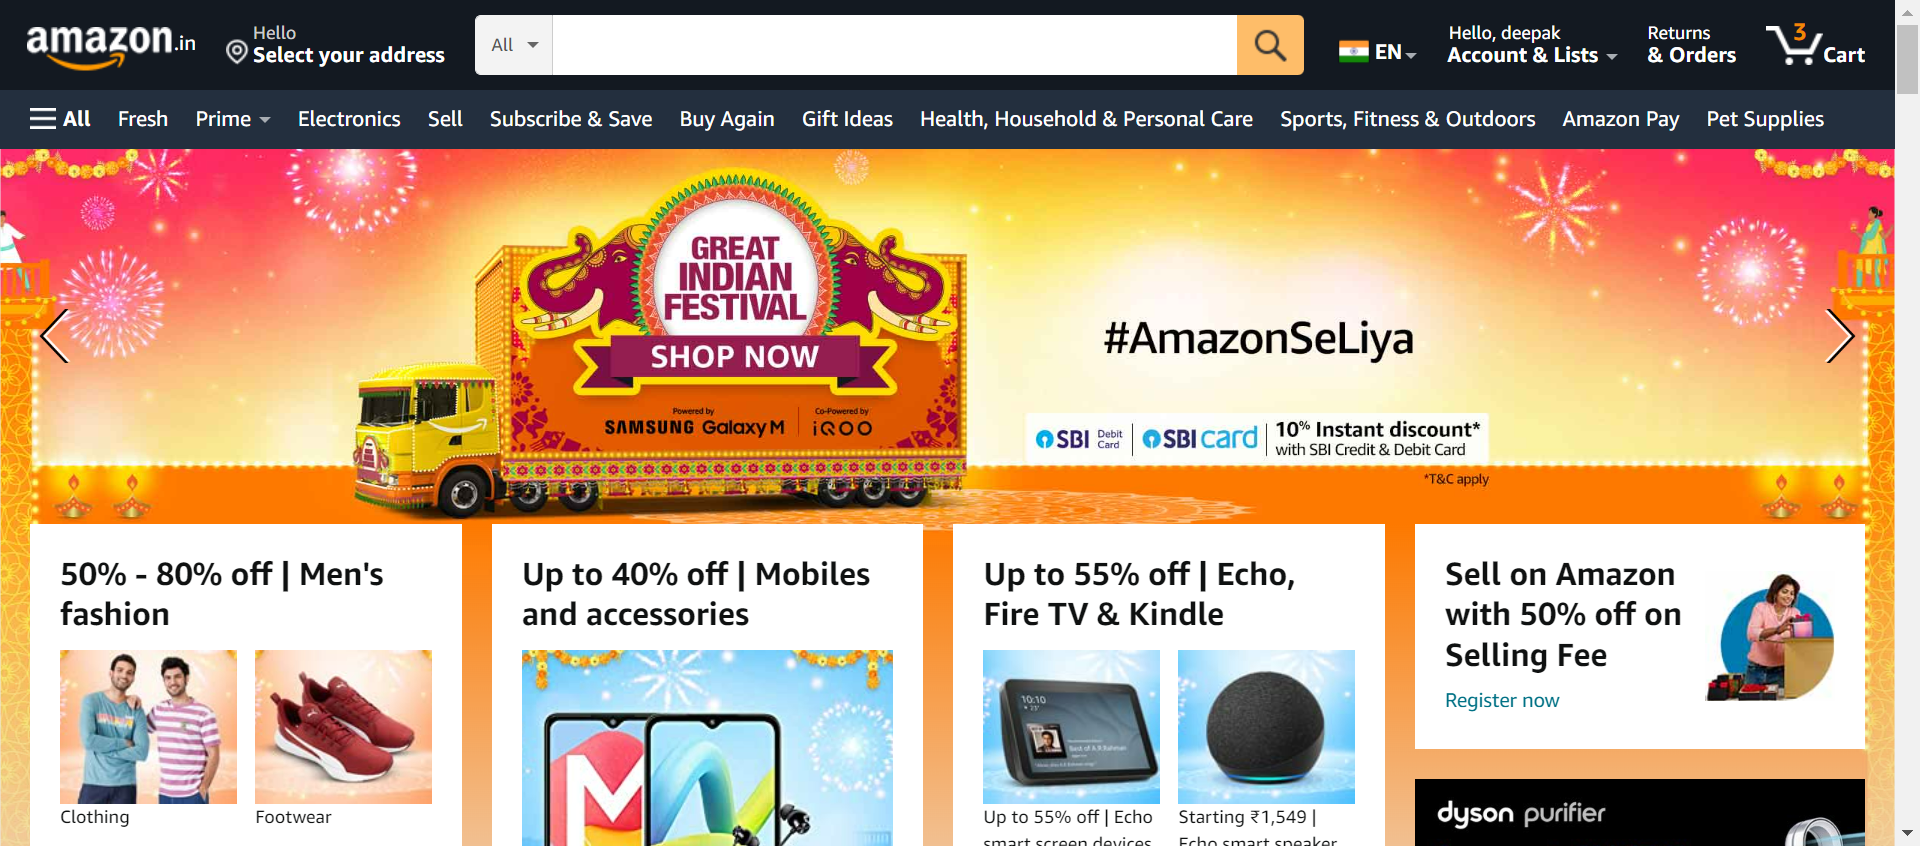 amazon.in
Hello
Select your address
All
EN
Hello, deepak
Account & Lists
Returns
& Orders
3
Cart
All
Fresh
Prime
Electronics
Sell
Subscribe & Save
Buy Again
Gift Ideas
Health, Household & Personal Care
Sports, Fitness & Outdoors
Amazon Pay
Pet Supplies
GREAT
INDIAN
FESTIVAL
SHOP NOW
Powered by
SAMSUNG Galaxy M
Co-Powered by
iQOO
#AmazonSeLiya
SBI Debit Card
SBI card
10% Instant discount*
with SBI Credit & Debit Card
*T&C apply
50% - 80% off | Men's
fashion
Clothing
Footwear
Up to 40% off | Mobiles
and accessories
Up to 55% off | Echo,
Fire TV & Kindle
10:10
Best of A.R.Rahman
Up to 55% off | Echo
smart screen devices
Starting ₹1,549 |
Echo smart speaker
Sell on Amazon
with 50% off on
Selling Fee
Register now
dyson purifier